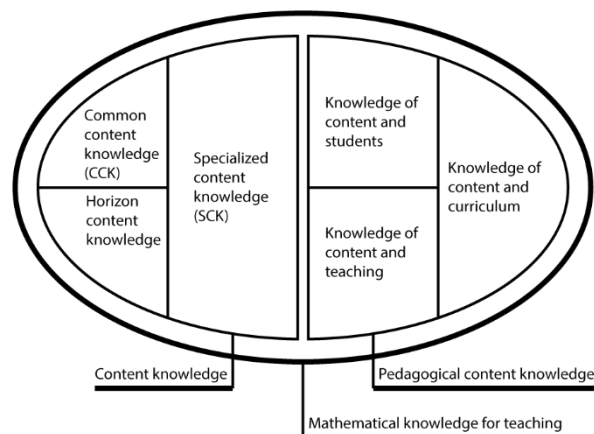 Common
content
knowledge
(CCK)
Horizon
content
knowledge
Specialized
content
knowledge
(SCK)
Knowledge of
content and
students
Knowledge of
content and
teaching
Knowledge of
content and
curriculum
Content knowledge
Pedagogical content knowledge
Mathematical knowledge for teaching